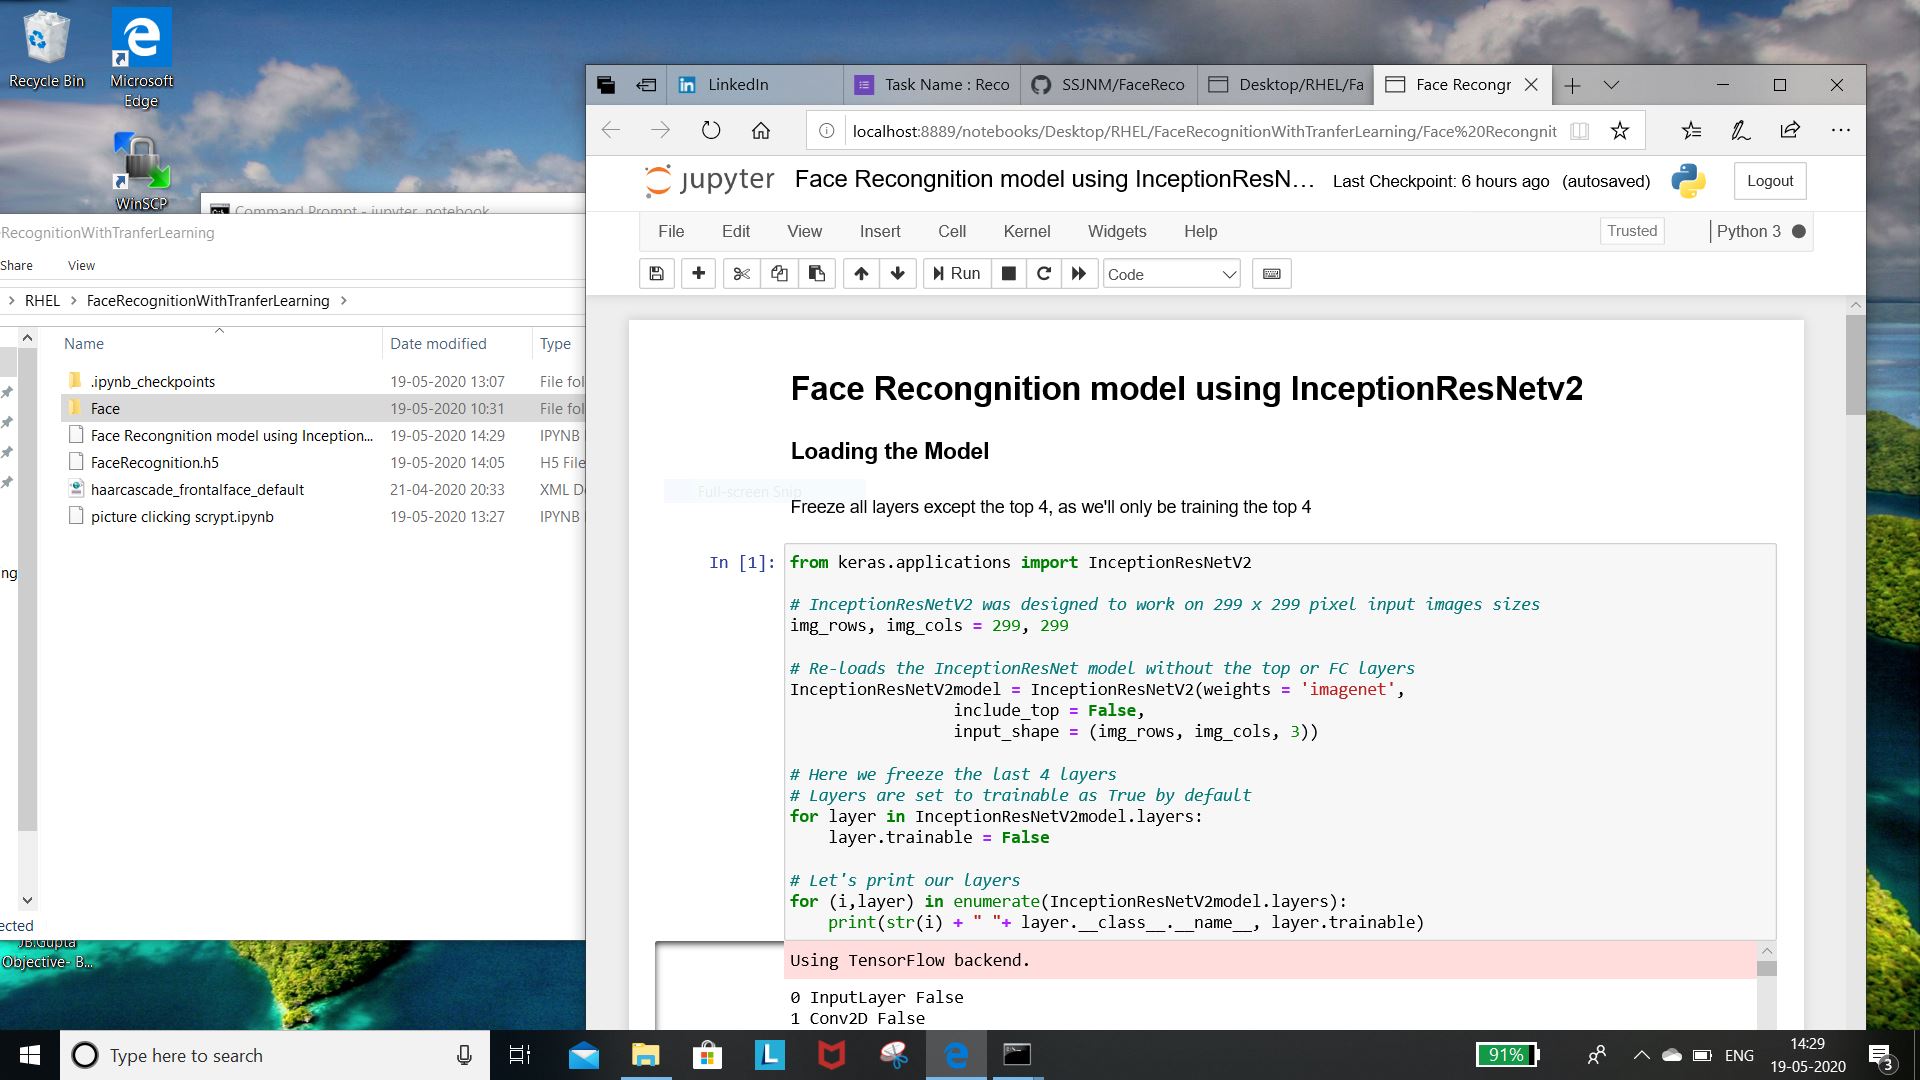 Recycle Bin
Microsoft
Edge
WinSCP
Command Prompt - jupyter notebook
RecognitionWithTranferLearning
Share View
RHEL > FaceRecognitionWithTranferLearning >
Name Date modified Type
.ipynb_checkpoints 19-05-2020 13:07 File fol
Face 19-05-2020 10:31 File fol
Face Recongnition model using Inception... 19-05-2020 14:29 IPYNB
FaceRecognition.h5 19-05-2020 14:05 H5 File
haarcascade_frontalface_default 21-04-2020 20:33 XML D
picture clicking scrypt.ipynb 19-05-2020 13:27 IPYNB
ng
ected
JB.Gupta
Objective- B...
LinkedIn Task Name : Reco SSJNM/FaceReco Desktop/RHEL/Fa Face Recongr
localhost:8889/notebooks/Desktop/RHEL/FaceRecognitionWithTranferLearning/Face%20Recongnit
jupyter Face Recongnition model using InceptionResN... Last Checkpoint: 6 hours ago (autosaved) Logout
File Edit View Insert Cell Kernel Widgets Help Trusted Python 3
Run Code
Face Recongnition model using InceptionResNetv2
Loading the Model
Full-screen Snip
Freeze all layers except the top 4, as we'll only be training the top 4
In [1]: from keras.applications import InceptionResNetV2
# InceptionResNetV2 was designed to work on 299 x 299 pixel input images sizes
img_rows, img_cols = 299, 299
# Re-loads the InceptionResNet model without the top or FC layers
InceptionResNetV2model = InceptionResNetV2(weights = 'imagenet',
include_top = False,
input_shape = (img_rows, img_cols, 3))
# Here we freeze the last 4 layers
# Layers are set to trainable as True by default
for layer in InceptionResNetV2model.layers:
layer.trainable = False
# Let's print our layers
for (i,layer) in enumerate(InceptionResNetV2model.layers):
print(str(i) + " "+ layer.__class__.__name__, layer.trainable)
Using TensorFlow backend.
0 InputLayer False
1 Conv2D False
Type here to search
91%
ENG
14:29
19-05-2020
3